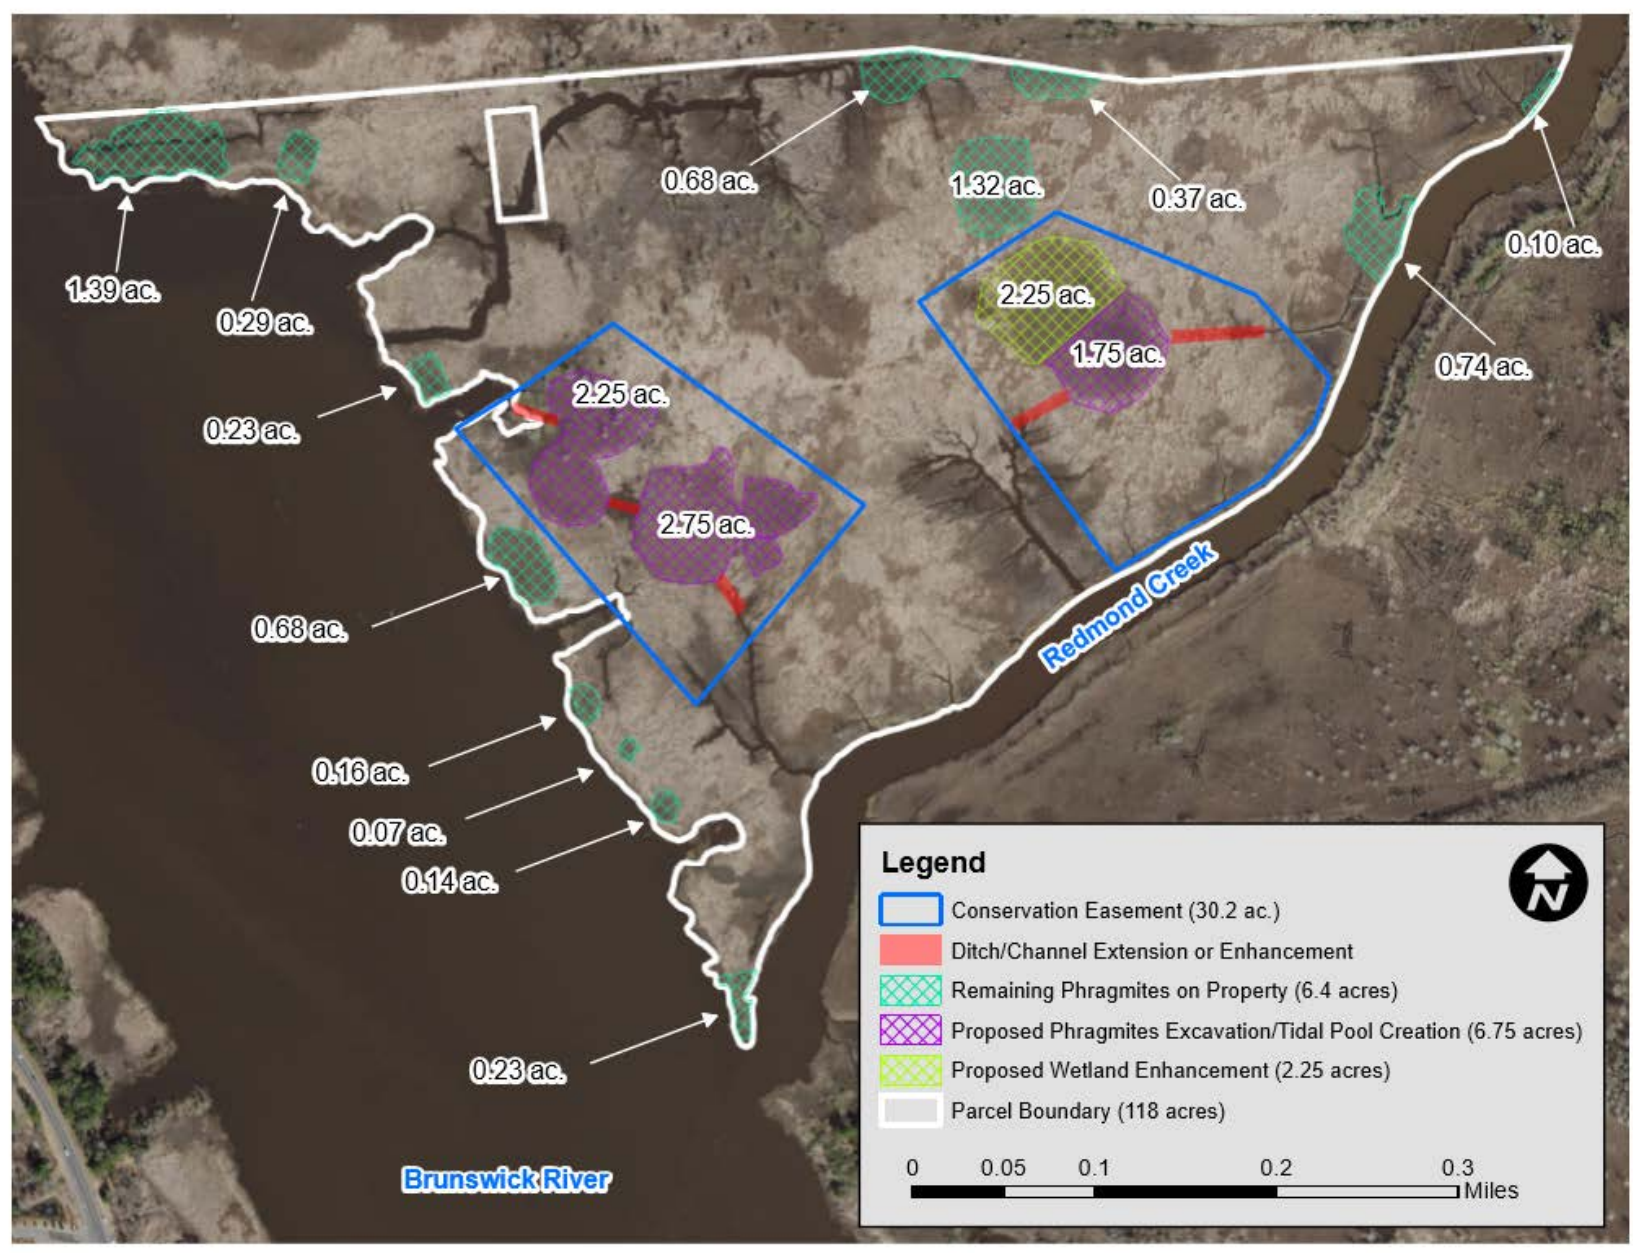 0.68 ac.
1.32 ac.
0.37 ac.
0.10 ac.
1.39 ac.
0.29 ac.
2.25 ac.
1.75 ac.
0.74 ac.
0.23 ac.
2.25 ac.
2.75 ac.
0.68 ac.
Redmond Creek
0.16 ac.
0.07 ac.
0.14 ac.
0.23 ac.
Brunswick River
Legend
N
Conservation Easement (30.2 ac.)
Ditch/Channel Extension or Enhancement
Remaining Phragmites on Property (6.4 acres)
Proposed Phragmites Excavation/Tidal Pool Creation (6.75 acres)
Proposed Wetland Enhancement (2.25 acres)
Parcel Boundary (118 acres)
0 0.05 0.1 0.2 0.3
Miles